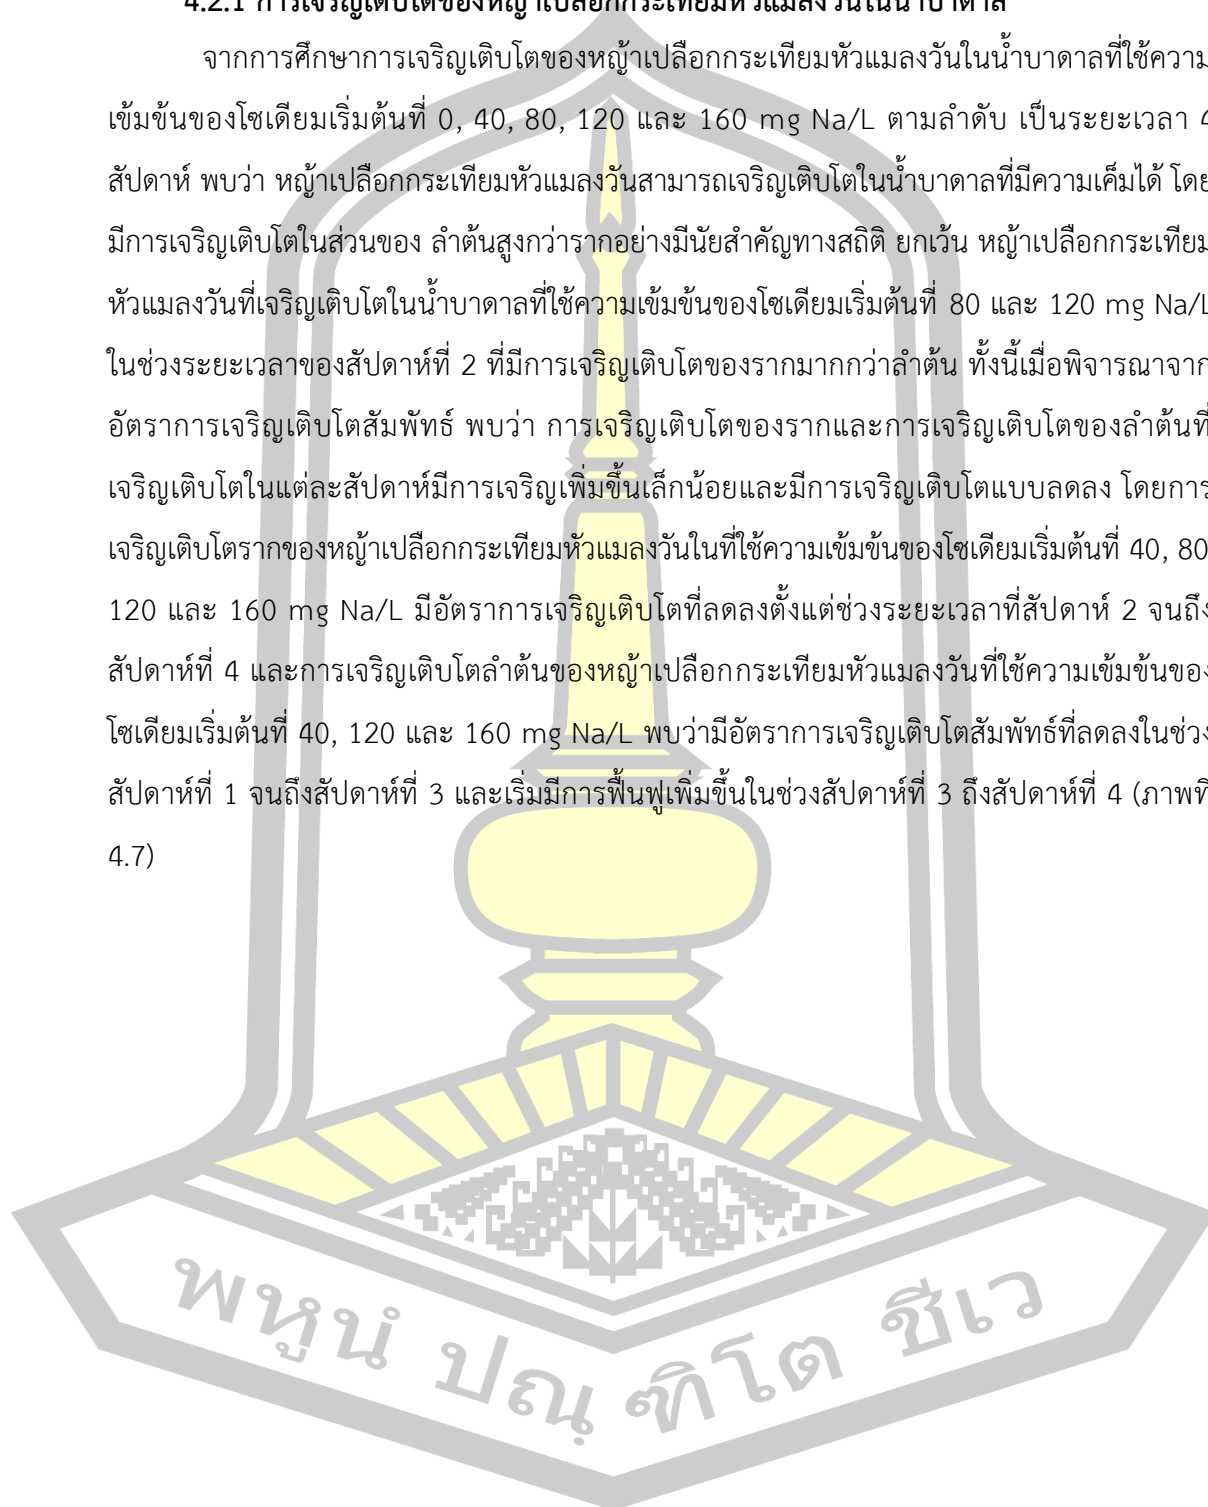 4.2.1 การเจริญเติบโตของหญ้าเปลือกกระเทียมหัวแมลงวันในน้ำบาดาล
จากการศึกษาการเจริญเติบโตของหญ้าเปลือกกระเทียมหัวแมลงวันในน้ำบาดาลที่ใช้ความ
เข้มข้นของโซเดียมเริ่มต้นที่ 0, 40, 80, 120 และ 160 mg Na/L ตามลำดับ เป็นระยะเวลา 4
สัปดาห์ พบว่า หญ้าเปลือกกระเทียมหัวแมลงวันสามารถเจริญเติบโตในน้ำบาดาลที่มีความเค็มได้ โดย
มีการเจริญเติบโตในส่วนของ ลำต้นสูงกว่ารากอย่างมีนัยสำคัญทางสถิติ ยกเว้น หญ้าเปลือกกระเทียม
หัวแมลงวันที่เจริญเติบโตในน้ำบาดาลที่ใช้ความเข้มข้นของโซเดียมเริ่มต้นที่ 80 และ 120 mg Na/L
ในช่วงระยะเวลาของสัปดาห์ที่ 2 ที่มีการเจริญเติบโตของรากมากกว่าลำต้น ทั้งนี้เมื่อพิจารณาจาก
อัตราการเจริญเติบโตสัมพัทธ์ พบว่า การเจริญเติบโตของรากและการเจริญเติบโตของลำต้นที่
เจริญเติบโตในแต่ละสัปดาห์มีการเจริญเพิ่มขึ้นเล็กน้อยและมีการเจริญเติบโตแบบลดลง โดยการ
เจริญเติบโตรากของหญ้าเปลือกกระเทียมหัวแมลงวันในที่ใช้ความเข้มข้นของโซเดียมเริ่มต้นที่ 40, 80
120 และ 160 mg Na/L มีอัตราการเจริญเติบโตที่ลดลงตั้งแต่ช่วงระยะเวลาที่สัปดาห์ 2 จนถึง
สัปดาห์ที่ 4 และการเจริญเติบโตลำต้นของหญ้าเปลือกกระเทียมหัวแมลงวันที่ใช้ความเข้มข้นของ
โซเดียมเริ่มต้นที่ 40, 120 และ 160 mg Na/L พบว่ามีอัตราการเจริญเติบโตสัมพัทธ์ที่ลดลงในช่วง
สัปดาห์ที่ 1 จนถึงสัปดาห์ที่ 3 และเริ่มมีการฟื้นฟูเพิ่มขึ้นในช่วงสัปดาห์ที่ 3 ถึงสัปดาห์ที่ 4 (ภาพที่
4.7)
พหูนํ ปณฺฑิโต ชีเว